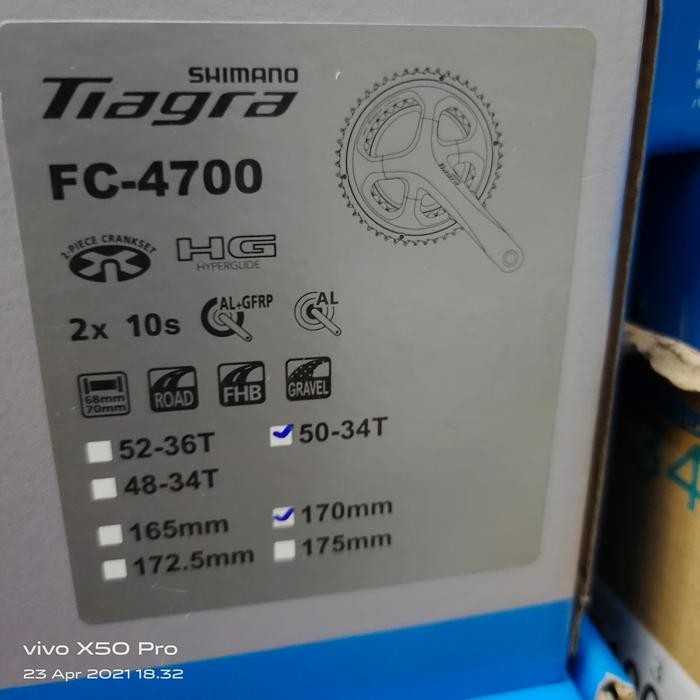 SHIMANO
Tiagra
FC-4700
2-PIECE CRANKSET
HG
HYPERGLIDE
2x 10s
AL+GFRP
AL
68mm
70mm
ROAD
FHB
GRAVEL
52-36T
50-34T
48-34T
165mm
170mm
172.5mm
175mm
Tiagra
34
vivo X50 Pro
23 Apr 2021 18.32